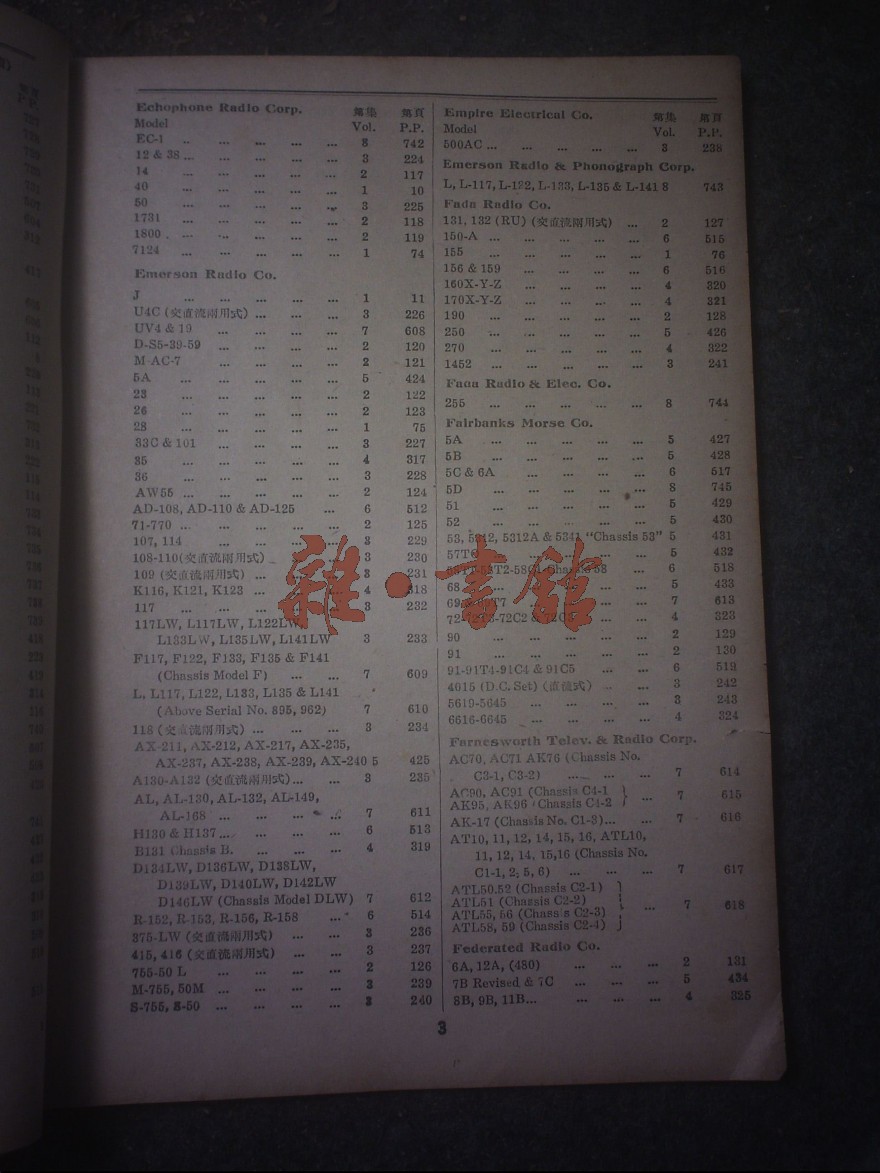 Echophone Radio Corp. 第集 第頁
Model Vol. P.P.
EC-1 ... ... ... ... ... 8 742
12 & 38 ... ... ... ... ... 3 224
14 ... ... ... ... ... 2 117
40 ... ... ... ... ... 1 10
50 ... ... ... ... ... 3 225
1731 ... ... ... ... ... 2 118
1800 ... ... ... ... ... 2 119
7124 ... ... ... ... ... 1 74
Emerson Radio Co.
J ... ... ... ... ... 1 11
U4C (交直流兩用式) ... ... ... 3 226
UV4 & 19 ... ... ... ... 7 608
D-S5-39-59 ... ... ... ... 2 120
M-AC-7 ... ... ... ... 2 121
5A ... ... ... ... ... 5 424
23 ... ... ... ... ... 2 122
26 ... ... ... ... ... 2 123
28 ... ... ... ... ... 1 75
33C & 101 ... ... ... ... 3 227
35 ... ... ... ... ... 4 317
36 ... ... ... ... ... 3 228
AW55 ... ... ... ... ... 2 124
AD-108, AD-110 & AD-125 ... 6 512
71-770 ... ... ... ... ... 2 125
107, 114 ... ... ... ... 3 229
108-110(交直流兩用式) ... 3 230
109 (交直流兩用式) ... ... 3 231
K116, K121, K123 ... ... ... 4 318
117 ... ... ... ... ... 3 232
117LW, L117LW, L122LW,
L133LW, L135LW, L141LW 3 233
F117, F122, F133, F135 & F141
(Chassis Model F) ... ... 7 609
L, L117, L122, L133, L135 & L141
(Above Serial No. 895, 962) 7 610
118 (交直流兩用式) ... ... ... 3 234
AX-211, AX-212, AX-217, AX-235,
AX-237, AX-238, AX-239, AX-240 5 425
A130-A132 (交直流兩用式)... ... 3 235
AL, AL-130, AL-132, AL-149,
AL-168 ... ... ... ... 7 611
H130 & H137... ... ... ... 6 513
B131 Chassis B. ... ... ... 4 319
D134LW, D136LW, D138LW,
D139LW, D140LW, D142LW
D146LW (Chassis Model DLW) 7 612
R-152, R-153, R-156, R-158 ... 6 514
375-LW (交直流兩用式) ... ... 3 236
415, 416 (交直流兩用式) ... ... 3 237
755-50 L ... ... ... ... 2 126
M-755, 50M ... ... ... ... 3 239
S-755, S-50 ... ... ... ... 3 240
Empire Electrical Co. 第集 第頁
Model Vol. P.P.
500AC ... ... ... ... ... 3 238
Emerson Radio & Phonograph Corp.
L, L-117, L-122, L-133, L-135 & L-141 8 743
Fada Radio Co.
131, 132 (RU) (交直流兩用式) ... 2 127
150-A ... ... ... ... ... 6 515
155 ... ... ... ... ... 1 76
156 & 159 ... ... ... ... 6 516
160X-Y-Z ... ... ... ... 4 320
170X-Y-Z ... ... ... ... 4 321
190 ... ... ... ... ... 2 128
250 ... ... ... ... ... 5 426
270 ... ... ... ... ... 4 322
1452 ... ... ... ... ... 3 241
Fada Radio & Elec. Co.
255 ... ... ... ... ... 8 744
Fairbanks Morse Co.
5A ... ... ... ... ... 5 427
5B ... ... ... ... ... 5 428
5C & 6A ... ... ... ... 6 517
5D ... ... ... ... ... 8 745
51 ... ... ... ... ... 5 429
52 ... ... ... ... ... 5 430
53, 5312, 5312A & 5341 "Chassis 53" 5 431
... ... ... ... 5 432
Chassis 58 ... 6 518
68 ... ... ... ... ... 5 433
... ... ... ... 7 613
... ... 4 323
90 ... ... ... ... ... 2 129
91 ... ... ... ... ... 2 130
91-91T4-91C4 & 91C5 ... ... 6 519
4015 (D.C. Set) (直流式) ... ... 3 242
5619-5645 ... ... ... ... 3 243
6616-6645 ... ... ... ... 4 324
Farnesworth Telev. & Radio Corp.
AC70, AC71 AK76 (Chassis No.
C3-1, C3-2) ... ... ... 7 614
AC90, AC91 (Chassis C4-1
AK95, AK96 Chassis C4-2 } ... 7 615
AK-17 (Chassis No. C1-3)... ... 7 616
AT10, 11, 12, 14, 15, 16, ATL10,
11, 12, 14, 15, 16 (Chassis No.
C1-1, 2, 5, 6) ... ... ... 7 617
ATL50, 52 (Chassis C2-1)
ATL51 (Chassis C2-2)
ATL55, 56 (Chassis C2-3) } ... 7 618
ATL58, 59 (Chassis C2-4)
Federated Radio Co.
6A, 12A, (480) ... ... ... 2 131
7B Revised & 7C ... ... ... 5 434
8B, 9B, 11B... ... ... ... 4 325
3
雜·書館